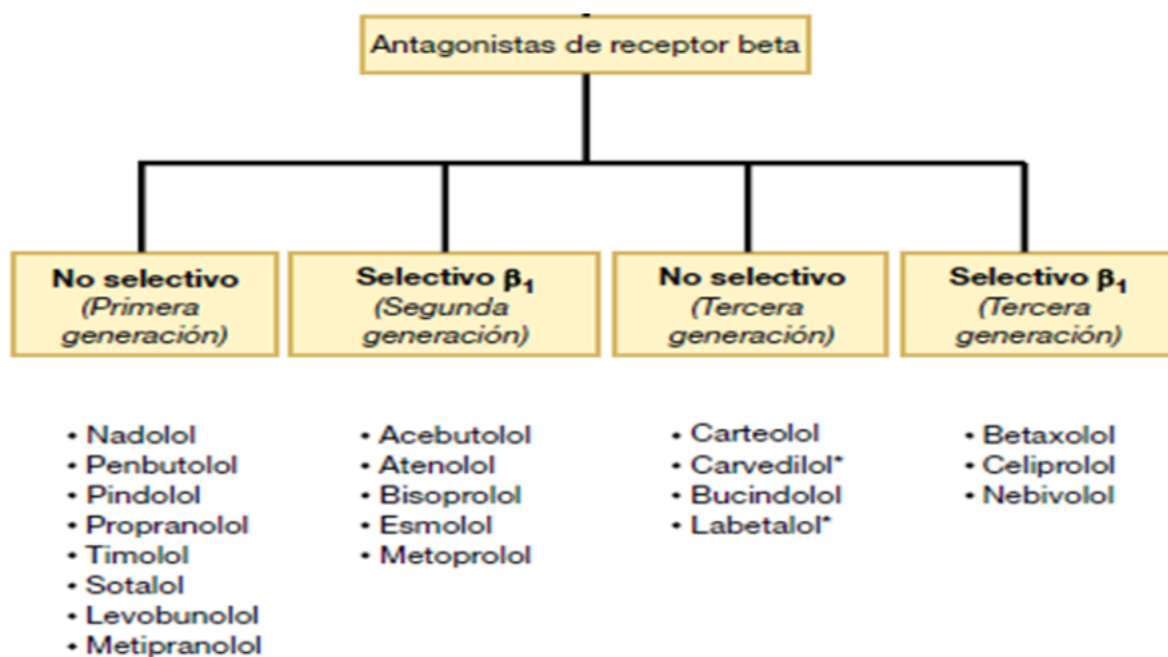 Antagonistas de receptor beta
No selectivo
(Primera
generación)
Selectivo β₁
(Segunda
generación)
No selectivo
(Tercera
generación)
Selectivo β₁
(Tercera
generación)
• Nadolol
• Penbutolol
• Pindolol
• Propranolol
• Timolol
• Sotalol
• Levobunolol
• Metipranolol
• Acebutolol
• Atenolol
• Bisoprolol
• Esmolol
• Metoprolol
• Carteolol
• Carvedilol*
• Bucindolol
• Labetalol*
• Betaxolol
• Celiprolol
• Nebivolol